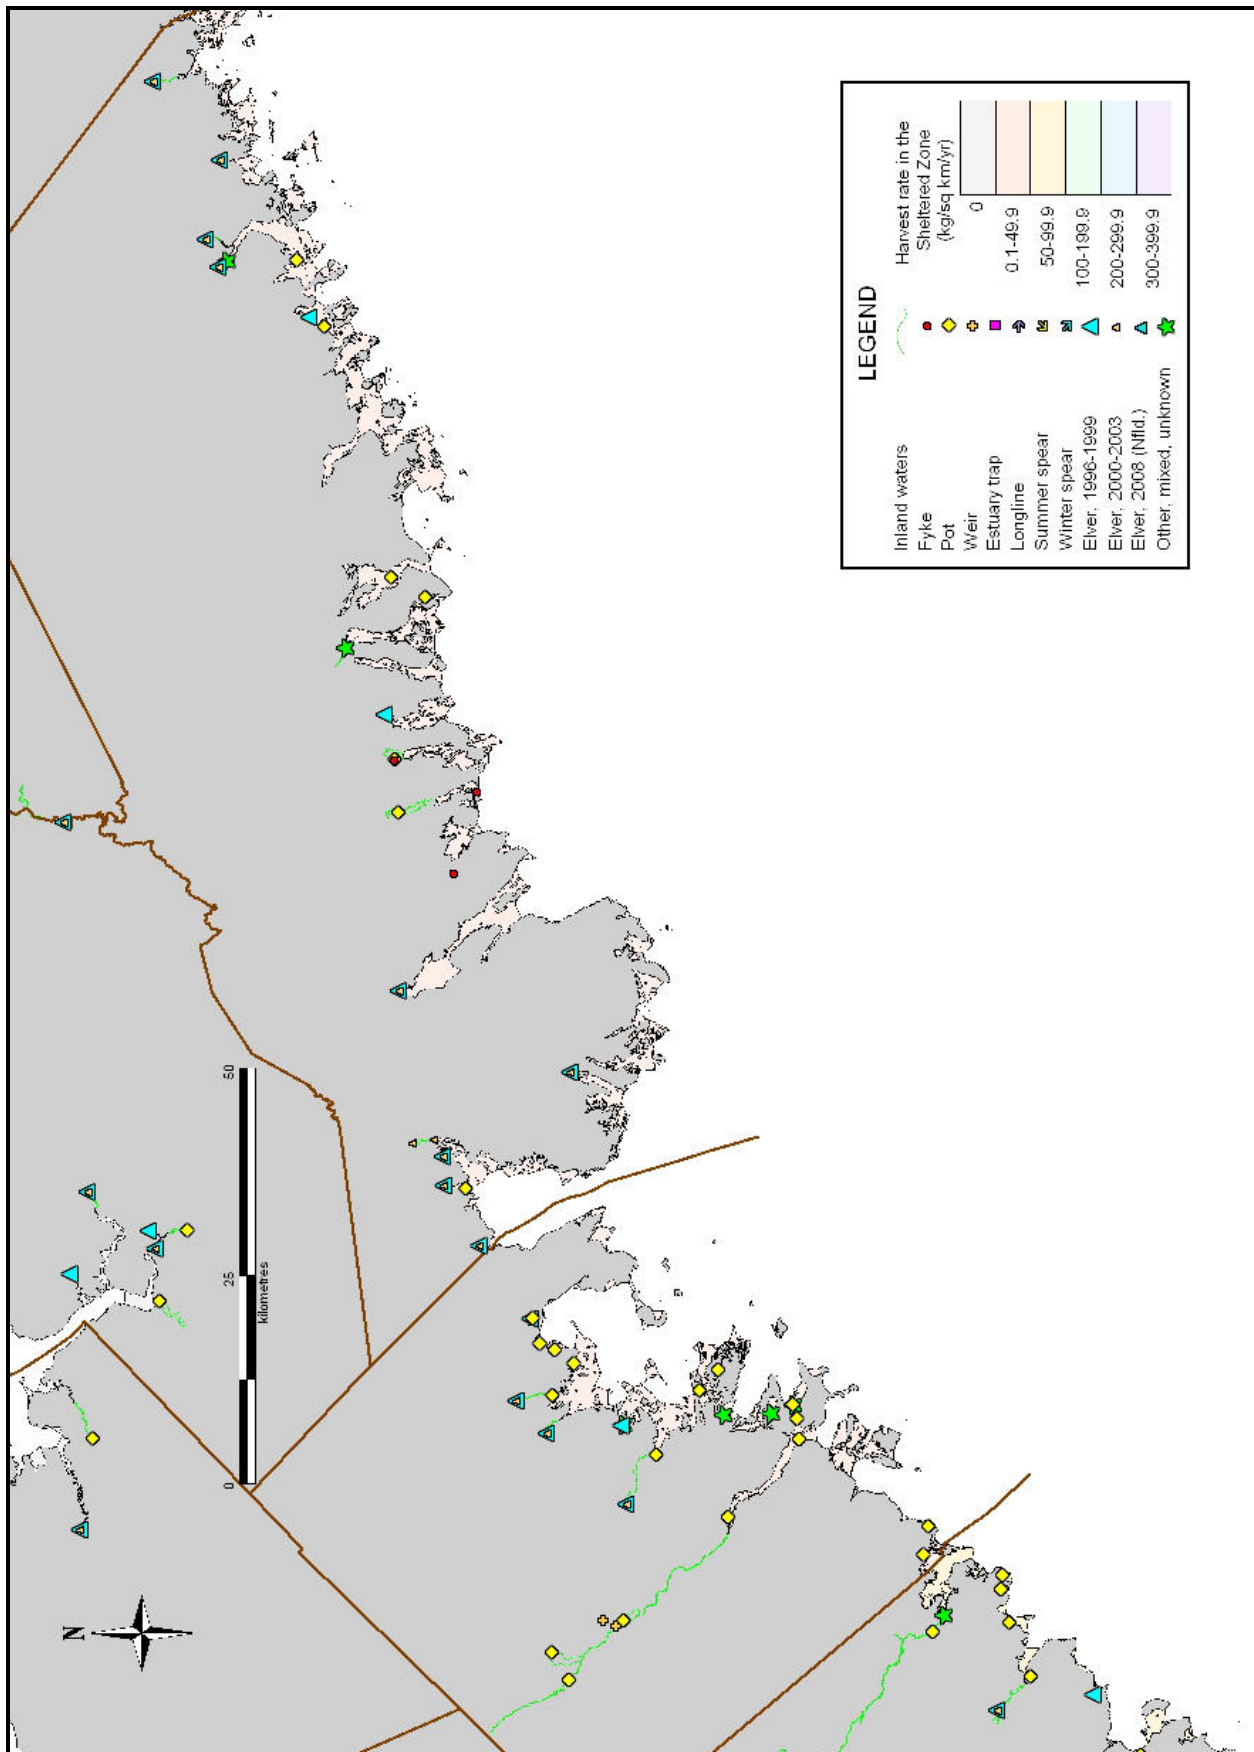 N
0
25
50
kilometres
LEGEND
Inland waters
Fyke
Pot
Weir
Estuary trap
Longline
Summer spear
Winter spear
Elver, 1996-1999
Elver, 2000-2003
Elver, 2008 (Nfld.)
Other, mixed, unknown
Harvest rate in the
Sheltered Zone
(kg/sq km/yr)
0
0.1-49.9
50-99.9
100-199.9
200-299.9
300-399.9